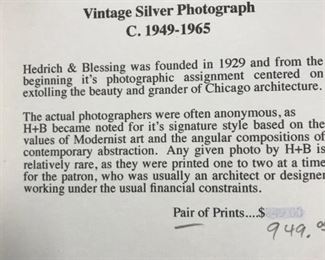 Vintage Silver Photograph
C. 1949-1965
Hedrich & Blessing was founded in 1929 and from the
beginning it's photographic assignment centered on
extolling the beauty and grander of Chicago architecture.
The actual photographers were often anonymous, as
H+B became noted for it's signature style based on the
values of Modernist art and the angular compositions of
contemporary abstraction. Any given photo by H+B is
relatively rare, as they were printed one to two at a time
for the patron, who was usually an architect or designer
working under the usual financial constraints.
Pair of Prints....$
949.